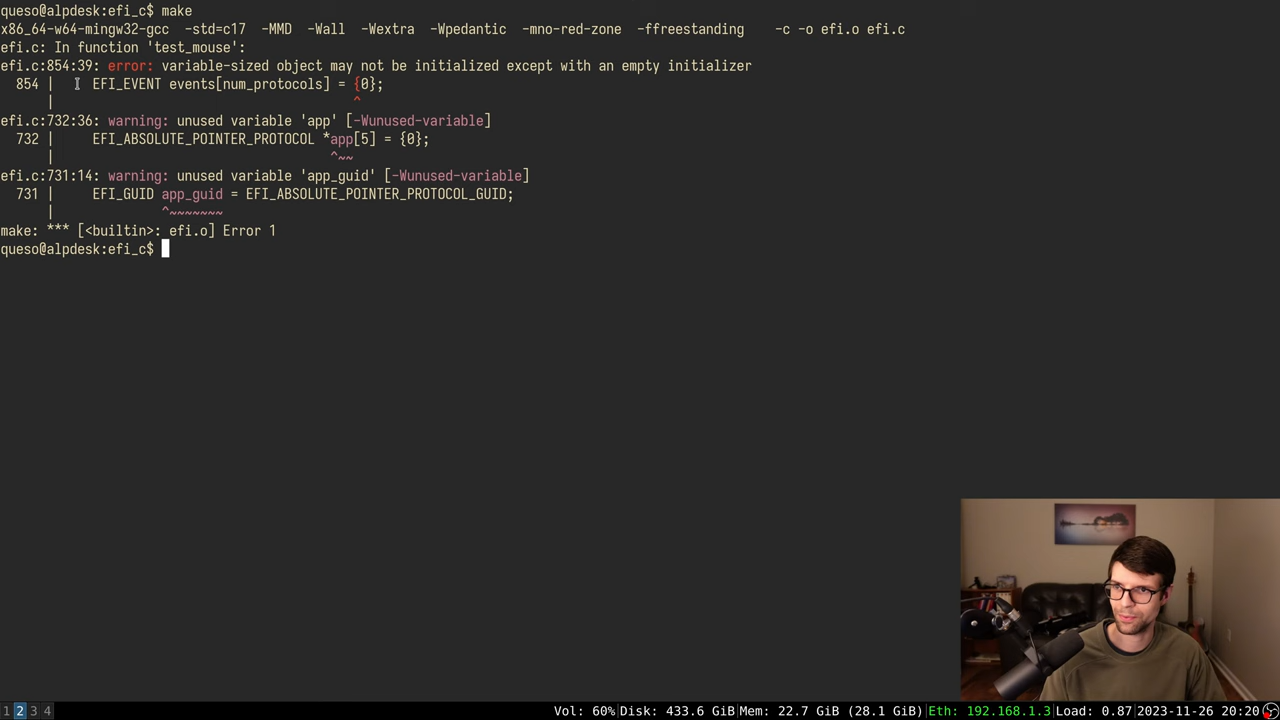 queso@alpdesk:efi_c$ make
x86_64-w64-mingw32-gcc  -std=c17  -MMD  -Wall  -Wextra  -Wpedantic  -mno-red-zone  -ffreestanding    -c -o efi.o efi.c
efi.c: In function 'test_mouse':
efi.c:854:39: error: variable-sized object may not be initialized except with an empty initializer
  854 |     EFI_EVENT events[num_protocols] = {0};
      |                                       ^
efi.c:732:36: warning: unused variable 'app' [-Wunused-variable]
  732 |     EFI_ABSOLUTE_POINTER_PROTOCOL *app[5] = {0};
      |                                    ^~~
efi.c:731:14: warning: unused variable 'app_guid' [-Wunused-variable]
  731 |     EFI_GUID app_guid = EFI_ABSOLUTE_POINTER_PROTOCOL_GUID;
      |              ^~~~~~~~
make: *** [<builtin>: efi.o] Error 1
queso@alpdesk:efi_c$
1 2 3 4 Vol: 60%|Disk: 433.6 GiB|Mem: 22.7 GiB (28.1 GiB)|Eth: 192.168.1.3|Load: 0.87|2023-11-26 20:20